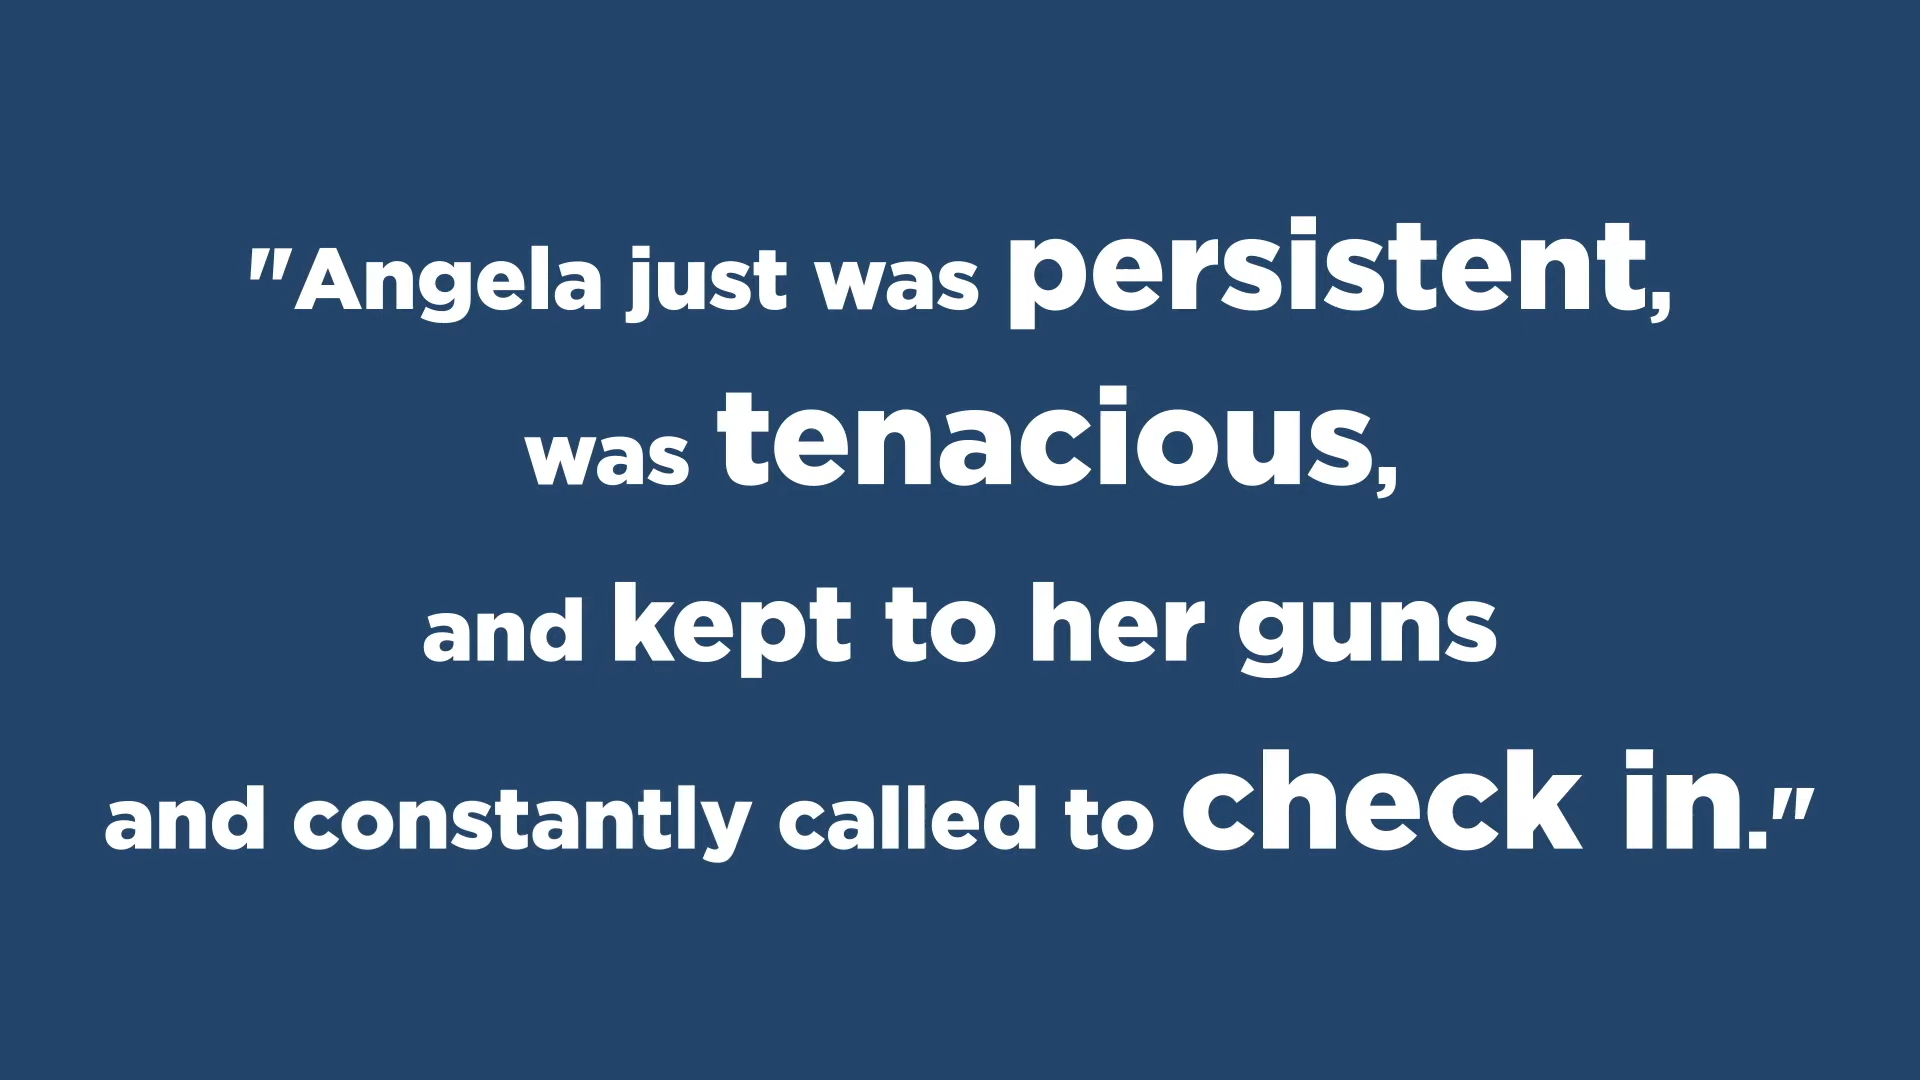 "Angela just was persistent,
was tenacious,
and kept to her guns
and constantly called to check in."